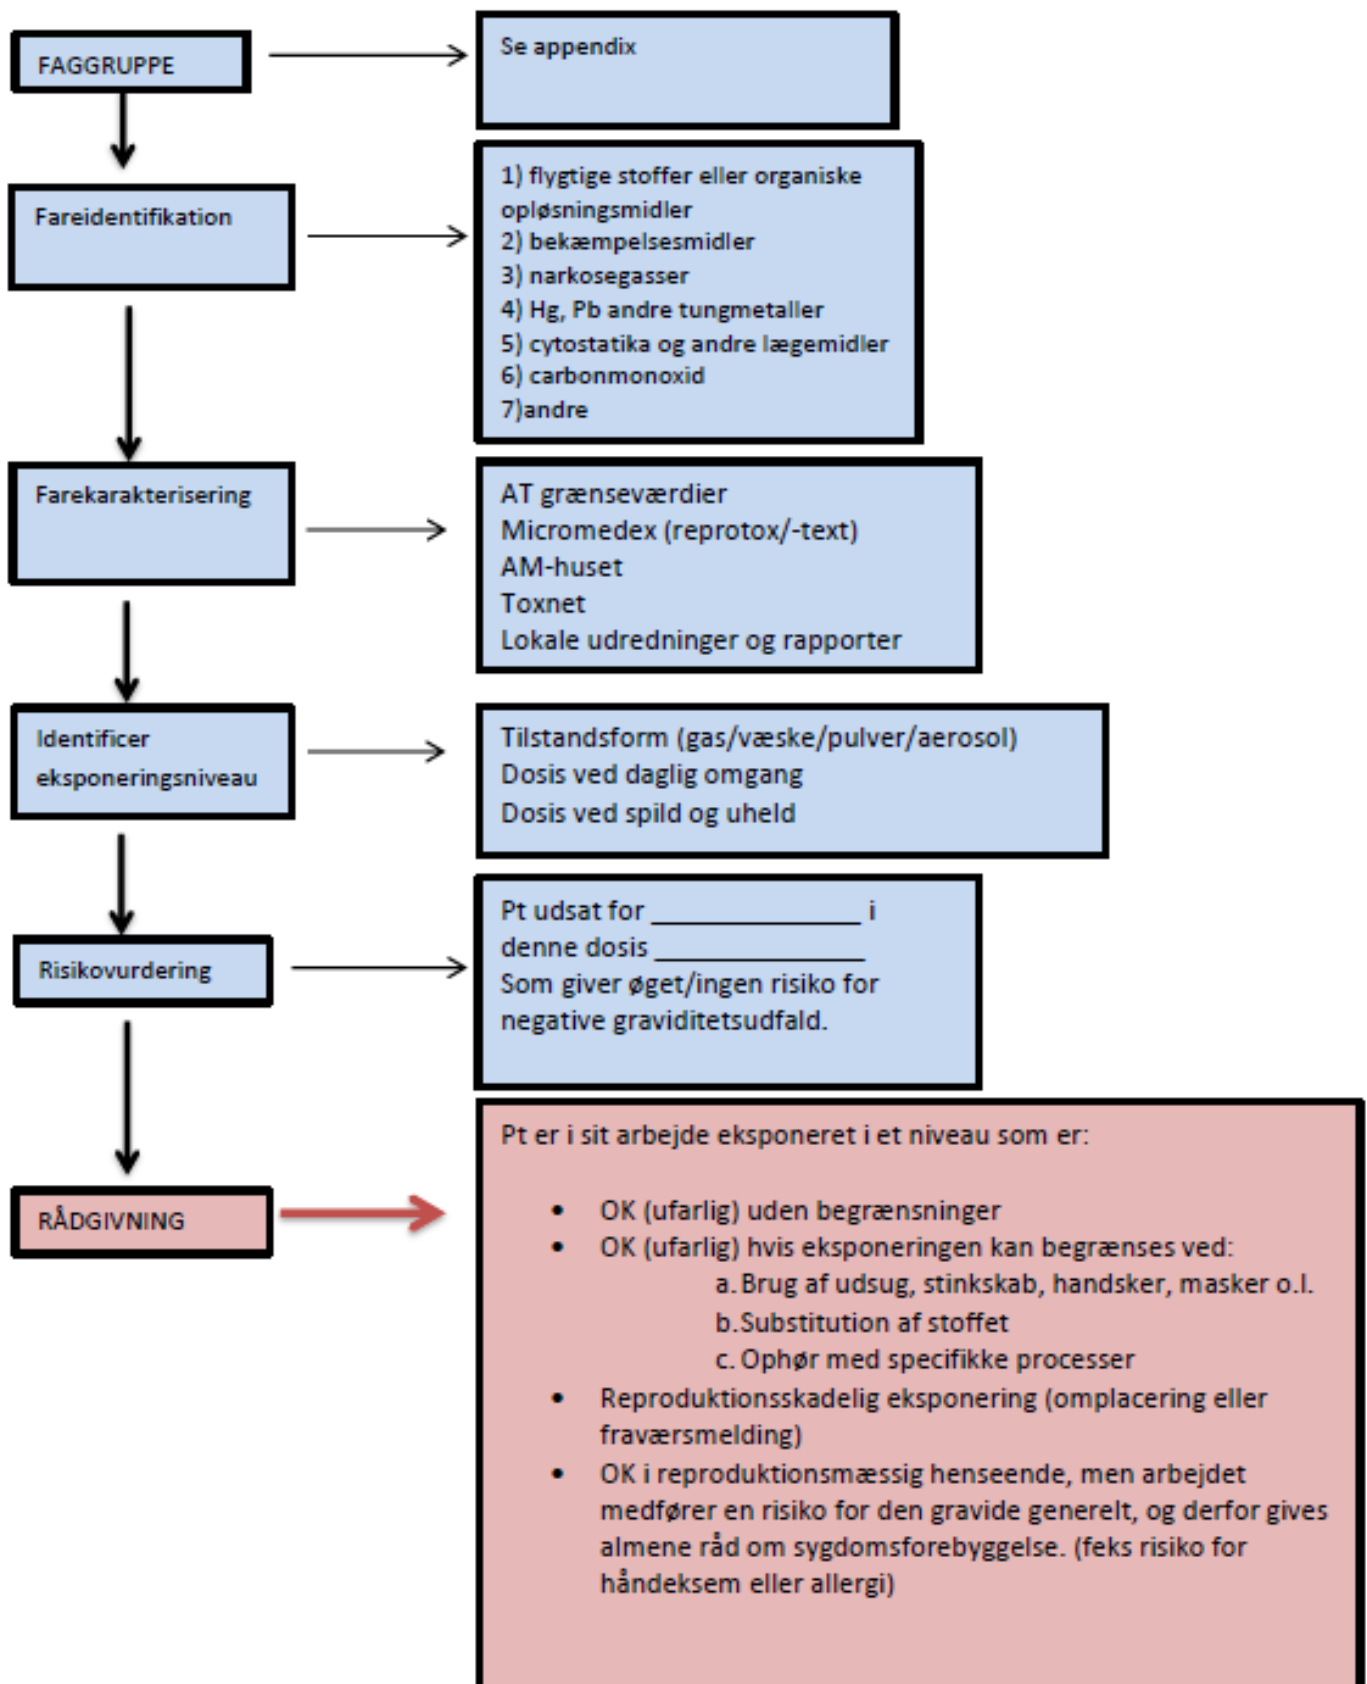 FAGGRUPPE
Se appendix
Fareidentifikation
1) flygtige stoffer eller organiske
opløsningsmidler
2) bekæmpelsesmidler
3) narkosegasser
4) Hg, Pb andre tungmetaller
5) cytostatika og andre lægemidler
6) carbonmonoxid
7)andre
Farekarakterisering
AT grænseværdier
Micromedex (reprotox/-text)
AM-huset
Toxnet
Lokale udredninger og rapporter
Identificer
eksponeringsniveau
Tilstandsform (gas/væske/pulver/aerosol)
Dosis ved daglig omgang
Dosis ved spild og uheld
Risikovurdering
Pt udsat for _______________ i
denne dosis _______________
Som giver øget/ingen risiko for
negative graviditetsudfald.
RÅDGIVNING
Pt er i sit arbejde eksponeret i et niveau som er:
• OK (ufarlig) uden begrænsninger
• OK (ufarlig) hvis eksponeringen kan begrænses ved:
a. Brug af udsug, stinkskab, handsker, masker o.l.
b. Substitution af stoffet
c. Ophør med specifikke processer
• Reproduktionsskadelig eksponering (omplacering eller
fraværsmelding)
• OK i reproduktionsmæssig henseende, men arbejdet
medfører en risiko for den gravide generelt, og derfor gives
almene råd om sygdomsforebyggelse. (feks risiko for
håndeksem eller allergi)